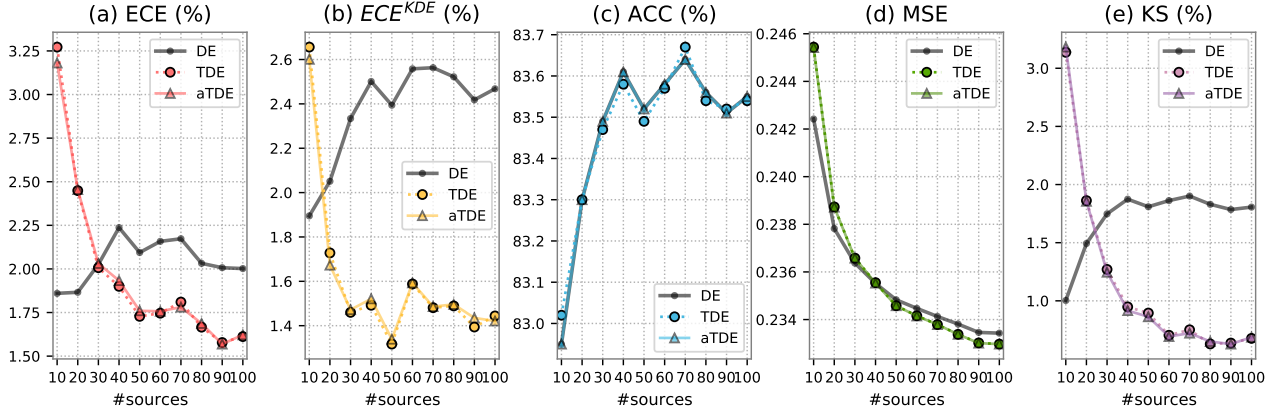 (a) ECE (%)
3.25
3.00
2.75
2.50
2.25
2.00
1.75
1.50
DE
TDE
aTDE
10 20 30 40 50 60 70 80 90 100
#sources
(b) ECE^KDE (%)
2.6
2.4
2.2
2.0
1.8
1.6
1.4
DE
TDE
aTDE
10 20 30 40 50 60 70 80 90 100
#sources
(c) ACC (%)
83.7
83.6
83.5
83.4
83.3
83.2
83.1
83.0
DE
TDE
aTDE
10 20 30 40 50 60 70 80 90 100
#sources
(d) MSE
0.246
0.244
0.242
0.240
0.238
0.236
0.234
DE
TDE
aTDE
10 20 30 40 50 60 70 80 90 100
#sources
(e) KS (%)
3.0
2.5
2.0
1.5
1.0
DE
TDE
aTDE
10 20 30 40 50 60 70 80 90 100
#sources